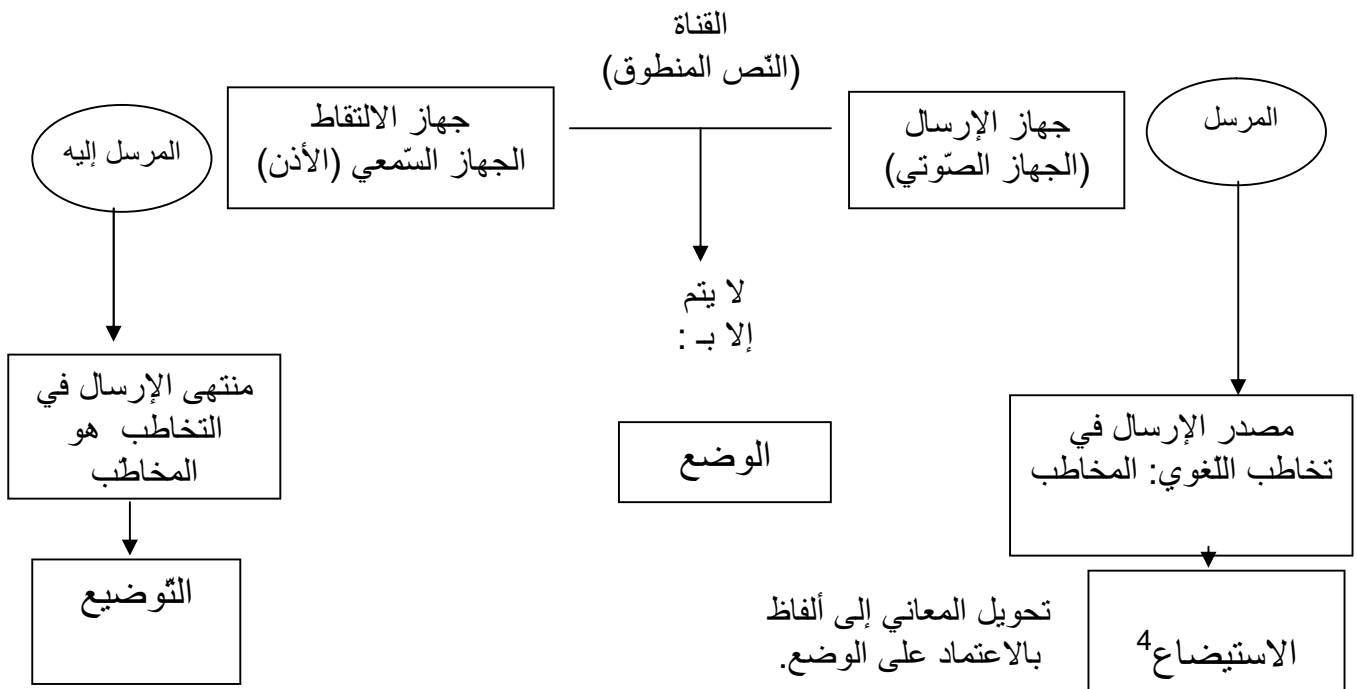 القناة
(النّص المنطوق)
المرسل
جهاز الإرسال
(الجهاز الصّوتي)
جهاز الالتقاط
الجهاز السّمعي (الأذن)
المرسل إليه
لا يتم
إلا بـ :
مصدر الإرسال في
تخاطب اللّغوي: المخاطب
الوضع
منتهى الإرسال في
التخاطب هو
المخاطَب
الاستيضاع4
تحويل المعاني إلى ألفاظ
بالاعتماد على الوضع.
التّوضيع